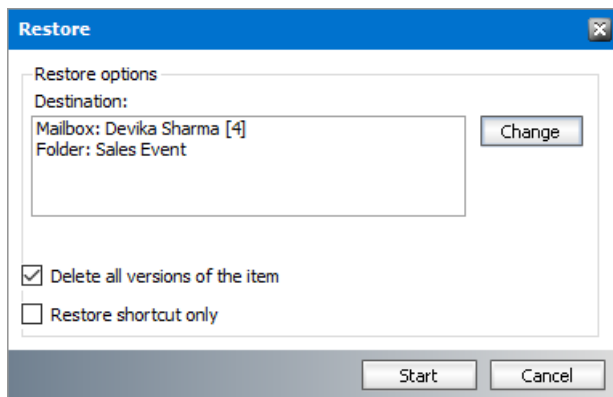 Restore
Restore options
Destination:
Mailbox: Devika Sharma [4]
Folder: Sales Event
Change
Delete all versions of the item
Restore shortcut only
Start
Cancel